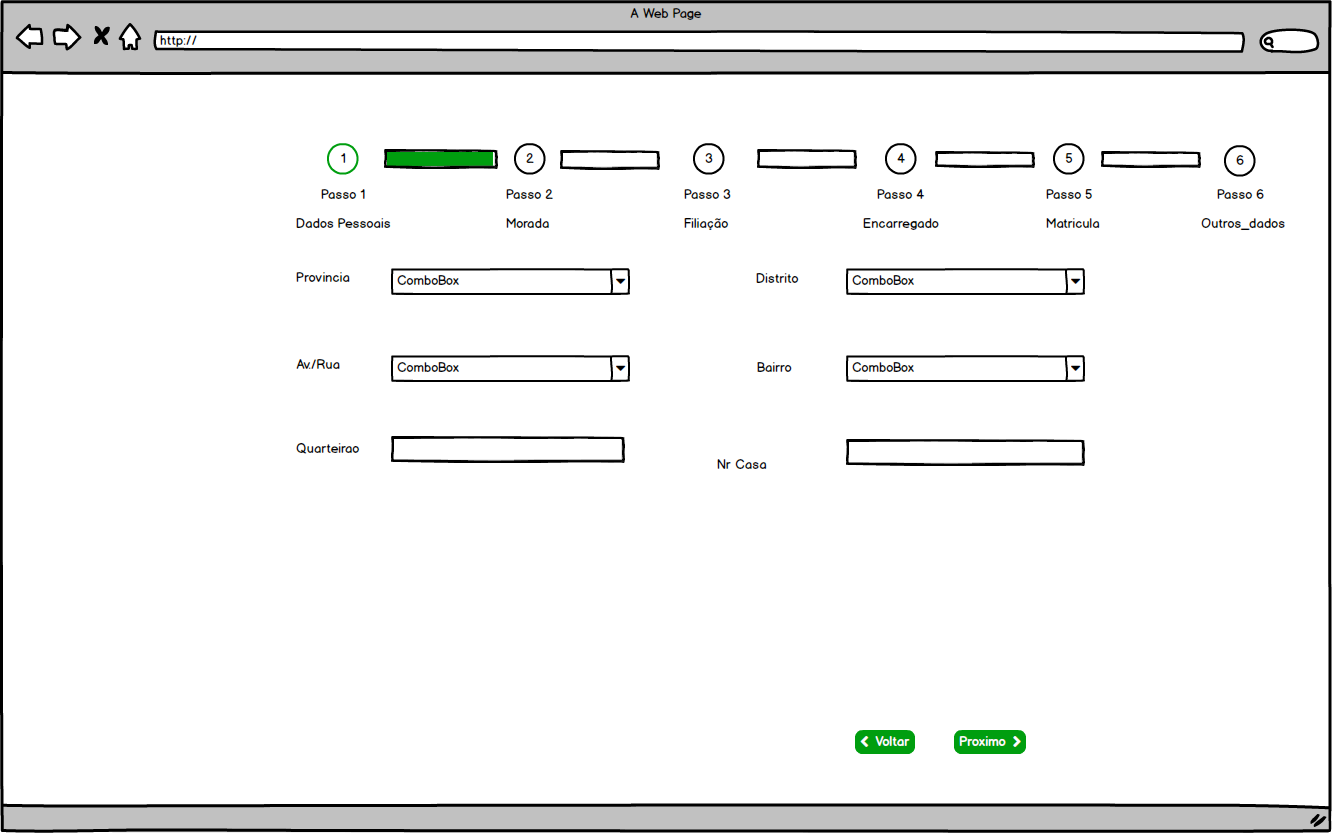 A Web Page
http://
1 2 3 4 5 6
Passo 1 Passo 2 Passo 3 Passo 4 Passo 5 Passo 6
Dados Pessoais Morada Filiação Encarregado Matricula Outros_dados
Provincia ComboBox Distrito ComboBox
Av./Rua ComboBox Bairro ComboBox
Quarteirao
Nr Casa
Voltar Proximo